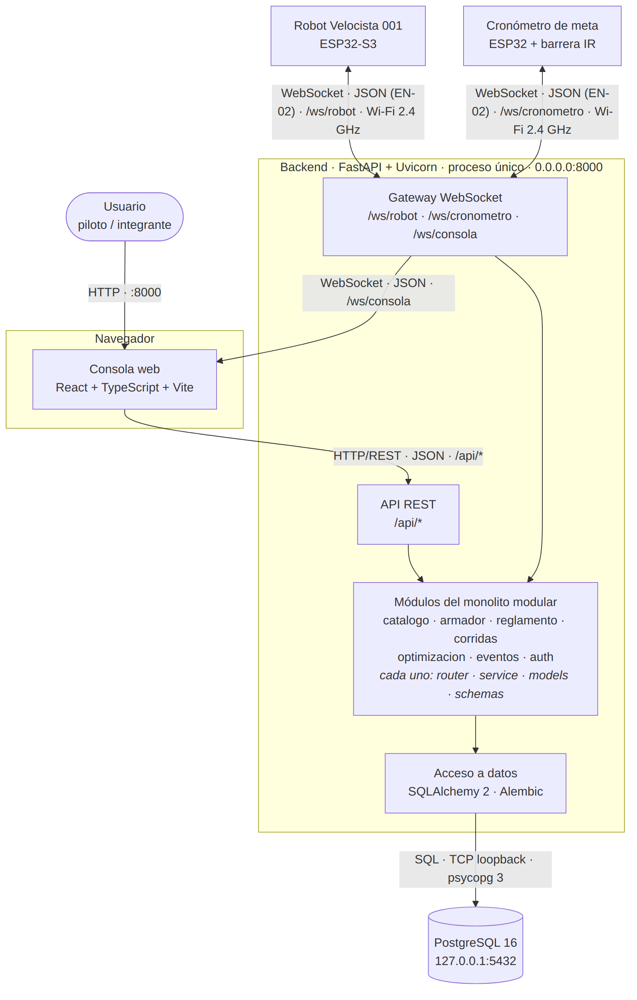 Robot Velocista 001
ESP32-S3
Cronómetro de meta
ESP32 + barrera IR
WebSocket · JSON (EN-
02) · /ws/robot · Wi-Fi 2.4
GHz
WebSocket · JSON (EN-
02) · /ws/cronometro · Wi-
Fi 2.4 GHz
Backend · FastAPI + Uvicorn · proceso único · 0.0.0.0:8000
Gateway WebSocket
/ws/robot · /ws/cronometro ·
/ws/consola
Usuario
piloto / integrante
HTTP · :8000
WebSocket · JSON ·
/ws/consola
Navegador
Consola web
React + TypeScript + Vite
HTTP/REST · JSON · /api/*
API REST
/api/*
Módulos del monolito modular
catalogo · armador · reglamento ·
corridas
optimizacion · eventos · auth
cada uno: router · service · models
· schemas
Acceso a datos
SQLAlchemy 2 · Alembic
SQL · TCP loopback ·
psycopg 3
PostgreSQL 16
127.0.0.1:5432